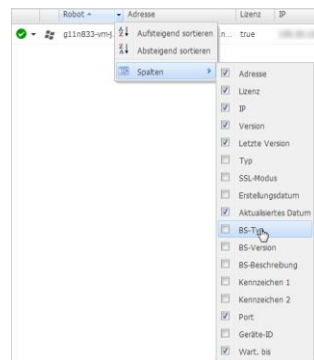 Robot Adresse Lizenz IP
g11n833-vm-j. n... true
Aufsteigend sortieren
Absteigend sortieren
Spalten
Adresse
Lizenz
IP
Version
Letzte Version
Typ
SSL-Modus
Erstellungsdatum
Aktualisiertes Datum
BS-Typ
BS-Version
BS-Beschreibung
Kennzeichen 1
Kennzeichen 2
Port
Geräte-ID
Wart. bis